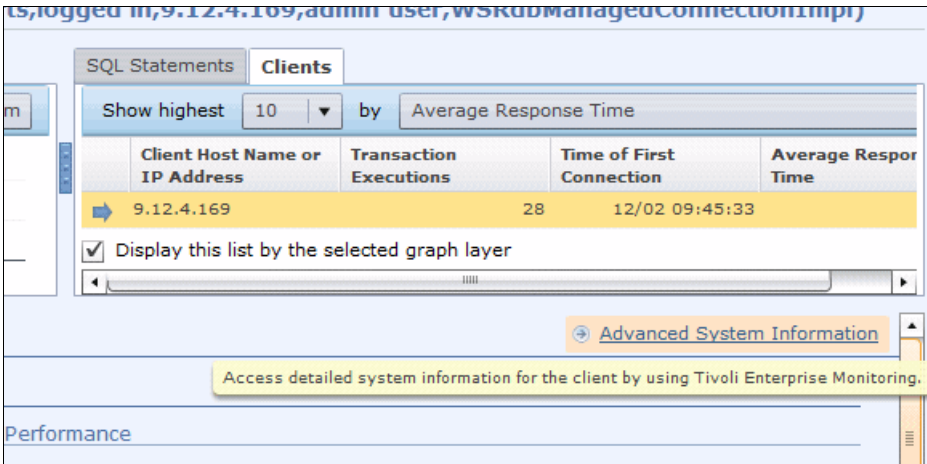 ts,logged in,9.12.4.169,admin user,WSRdbManagedConnectionImpl)
SQL Statements Clients
m Show highest 10 by Average Response Time
Client Host Name or Transaction Time of First Average Respon
IP Address Executions Connection Time
9.12.4.169 28 12/02 09:45:33
Display this list by the selected graph layer
Advanced System Information
Access detailed system information for the client by using Tivoli Enterprise Monitoring.
Performance